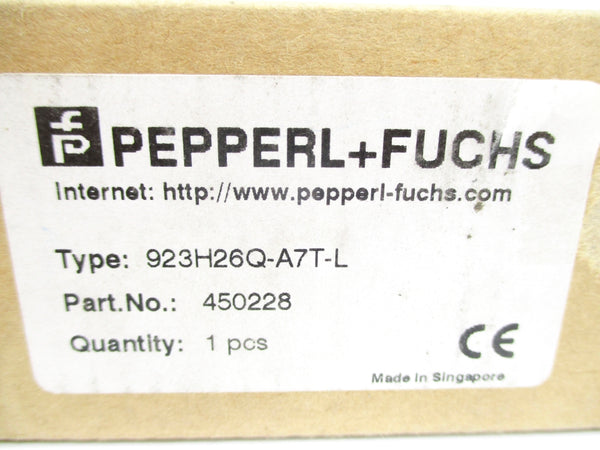 PEPPERL+FUCHS
Internet: http://www.pepperl-fuchs.com
Type: 923H26Q-A7T-L
Part.No.: 450228
Quantity: 1 pcs
CE
Made in Singapore